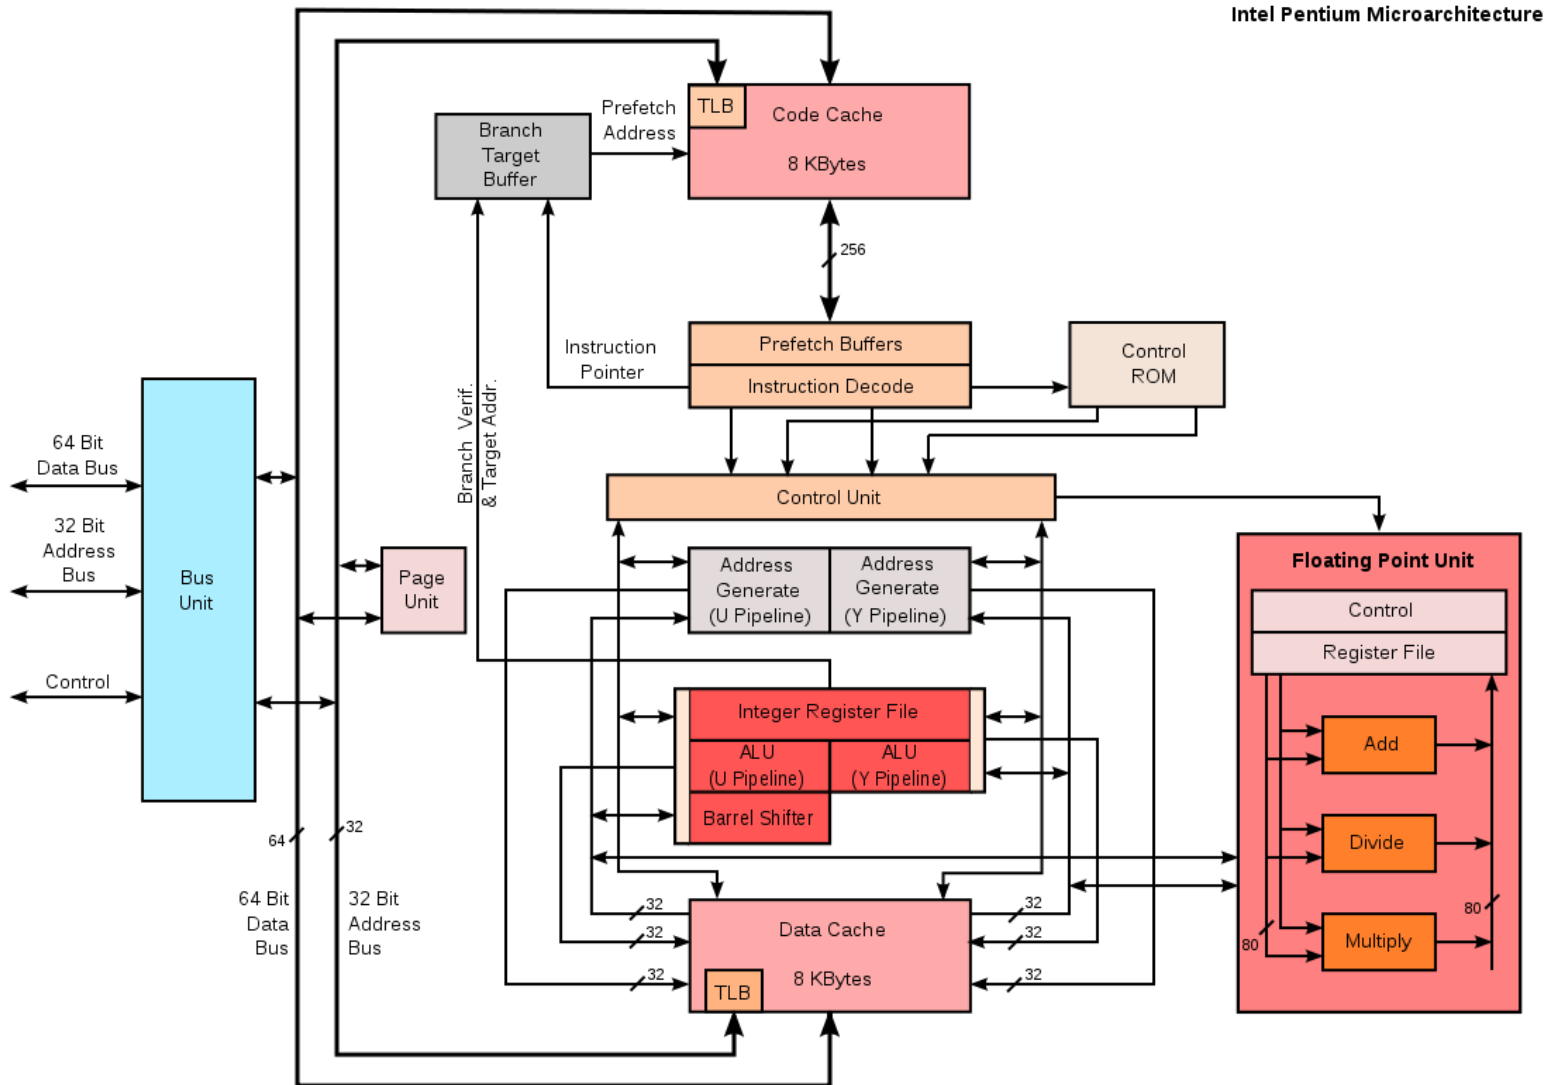 Intel Pentium Microarchitecture
TLB
Code Cache
8 KBytes
Prefetch
Address
Branch
Target
Buffer
256
Prefetch Buffers
Instruction Decode
Instruction
Pointer
Control
ROM
Branch Verif.
& Target Addr.
64 Bit
Data Bus
32 Bit
Address
Bus
Control
Bus
Unit
Page
Unit
Control Unit
Address
Generate
(U Pipeline)
Address
Generate
(Y Pipeline)
Integer Register File
ALU
(U Pipeline)
ALU
(Y Pipeline)
Barrel Shifter
Floating Point Unit
Control
Register File
Add
Divide
Multiply
80
80
64
32
64 Bit
Data
Bus
32 Bit
Address
Bus
32
32
32
32
32
32
Data Cache
8 KBytes
TLB